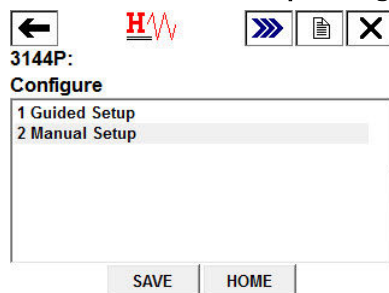 H
3144P:
Configure
1 Guided Setup
2 Manual Setup
SAVE HOME